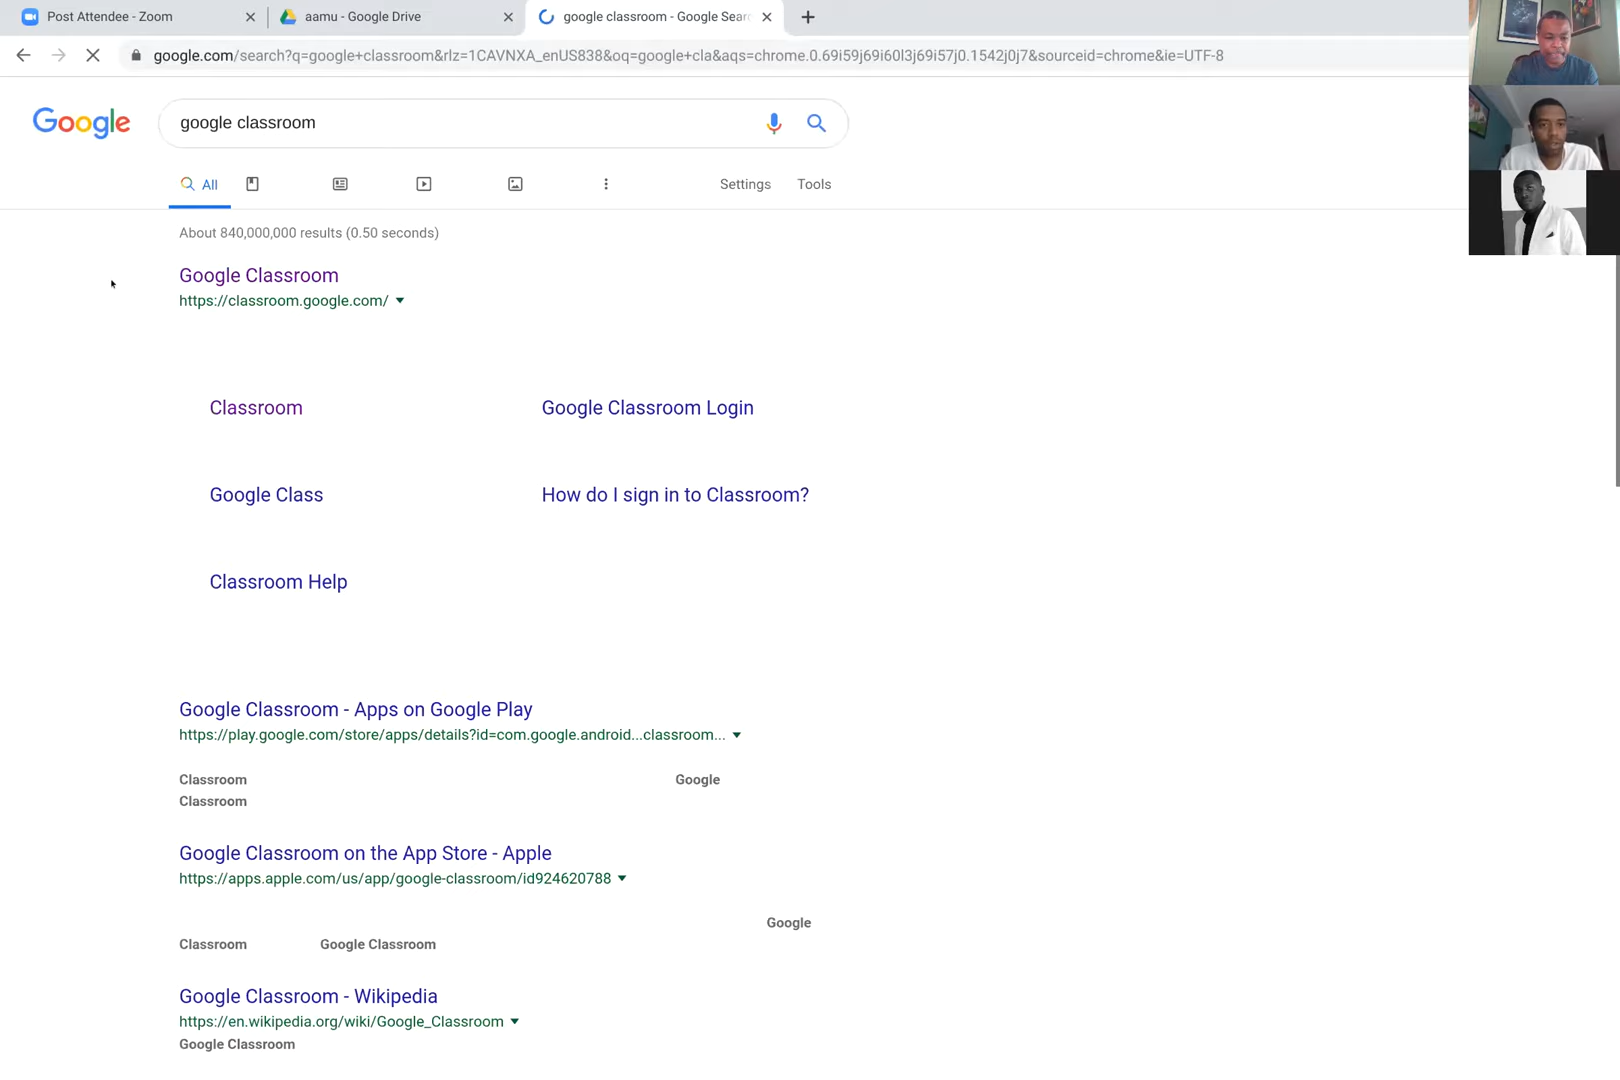 Post Attendee - Zoom
aamu - Google Drive
google classroom - Google Sear
google.com/search?q=google+classroom&rlz=1CAVNXA_enUS838&oq=google+cla&aqs=chrome.0.69i59j69i60l3j69i57j0.1542j0j7&sourceid=chrome&ie=UTF-8
Google
google classroom
All
Settings
Tools
About 840,000,000 results (0.50 seconds)
Google Classroom
https://classroom.google.com/
Classroom
Google Classroom Login
Google Class
How do I sign in to Classroom?
Classroom Help
Google Classroom - Apps on Google Play
https://play.google.com/store/apps/details?id=com.google.android...classroom...
Classroom Google
Classroom
Google Classroom on the App Store - Apple
https://apps.apple.com/us/app/google-classroom/id924620788
Google
Classroom Google Classroom
Google Classroom - Wikipedia
https://en.wikipedia.org/wiki/Google_Classroom
Google Classroom